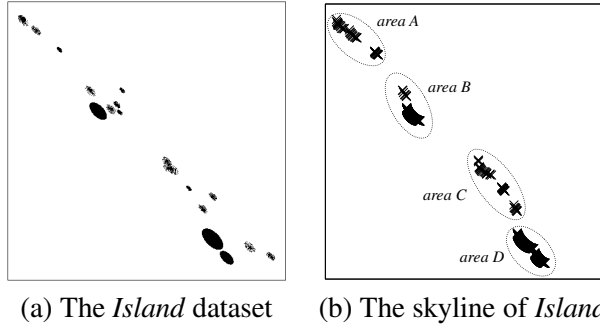 area A
area B
area C
area D
(a) The Island dataset
(b) The skyline of Island